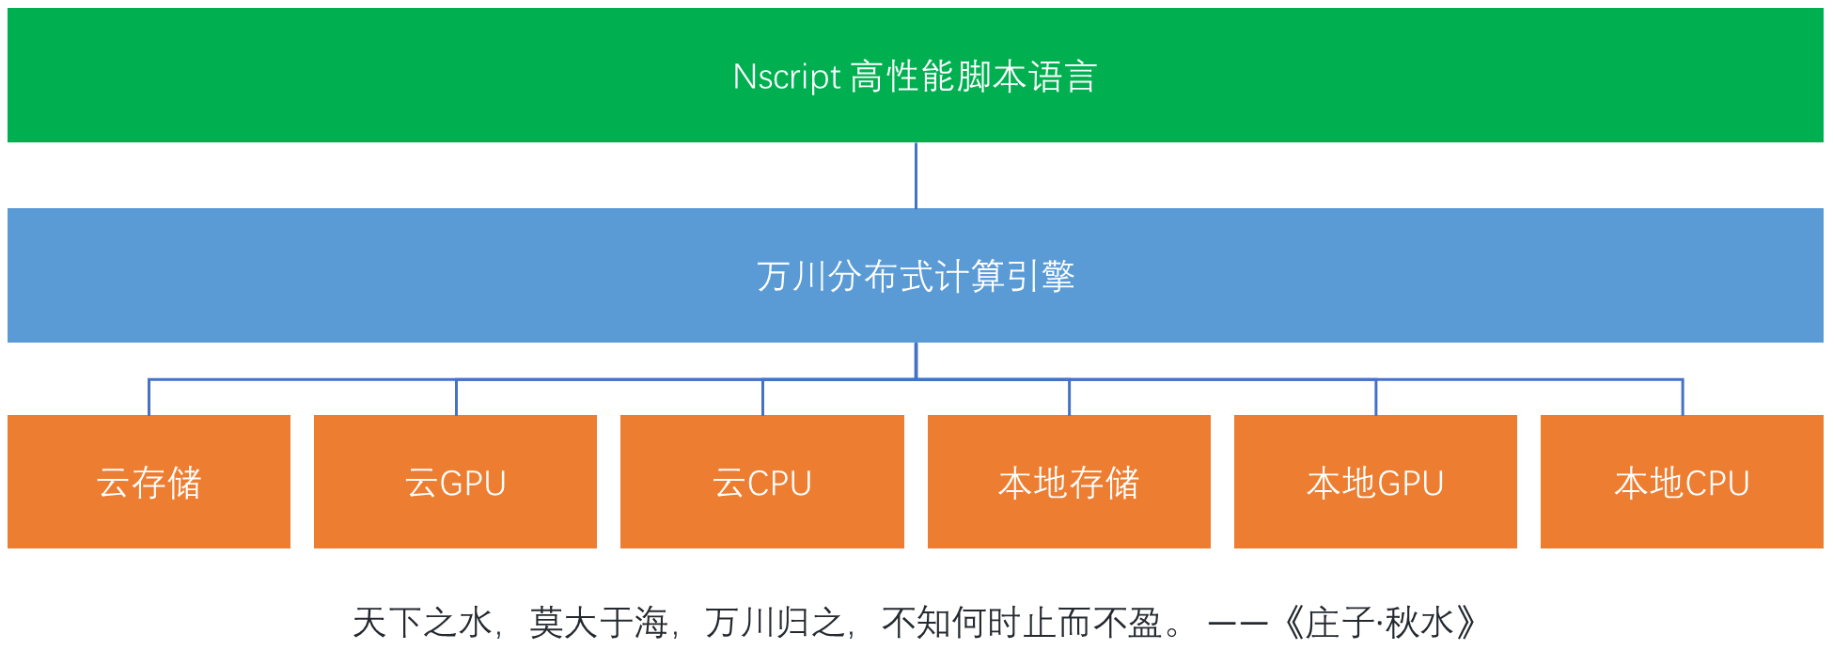 Nscript 高性能脚本语言
万川分布式计算引擎
云存储
云GPU
云CPU
本地存储
本地GPU
本地CPU
天下之水，莫大于海，万川归之，不知何时止而不盈。——《庄子·秋水》